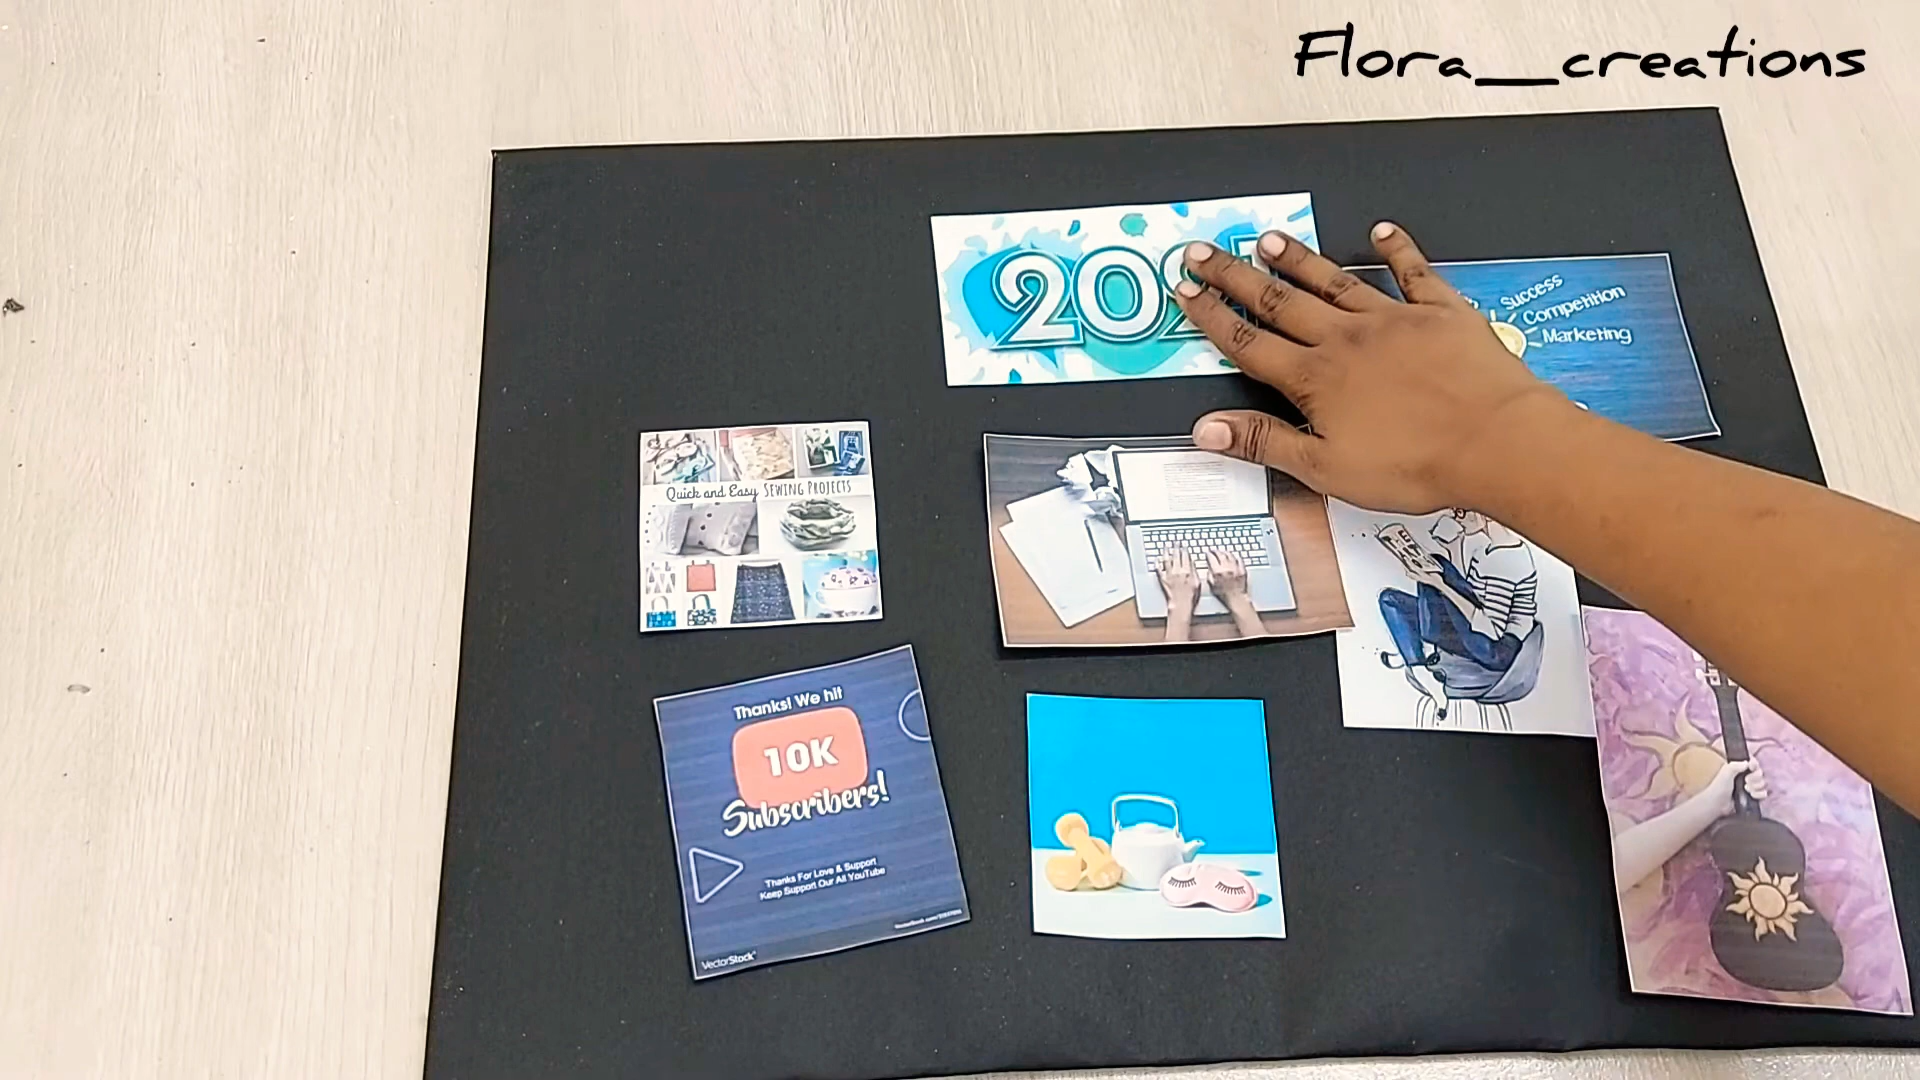 Flora__creations
202
Success
Competition
Marketing
Quick and Easy SEWING PROJECTS
Thanks! We hit
10K
Subscribers!
Thanks For Love & Support
Keep Support Our All YouTube
VectorStock